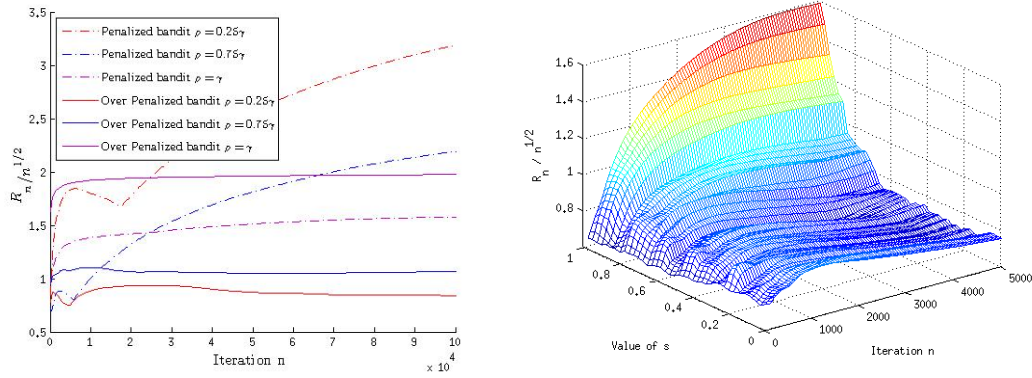 3.5
3
2.5
2
1.5
1
0.5
R_n/n^{1/2}
Penalized bandit ρ = 0.25γ
Penalized bandit ρ = 0.75γ
Penalized bandit ρ = γ
Over Penalized bandit ρ = 0.25γ
Over Penalized bandit ρ = 0.75γ
Over Penalized bandit ρ = γ
0 1 2 3 4 5 6 7 8 9 10
Iteration n
× 10^4
1.6
1.4
1.2
1
0.8
R_n / n^{1/2}
1
0.8
0.6
0.4
0.2
0
Value of s
0
1000
2000
3000
4000
5000
Iteration n